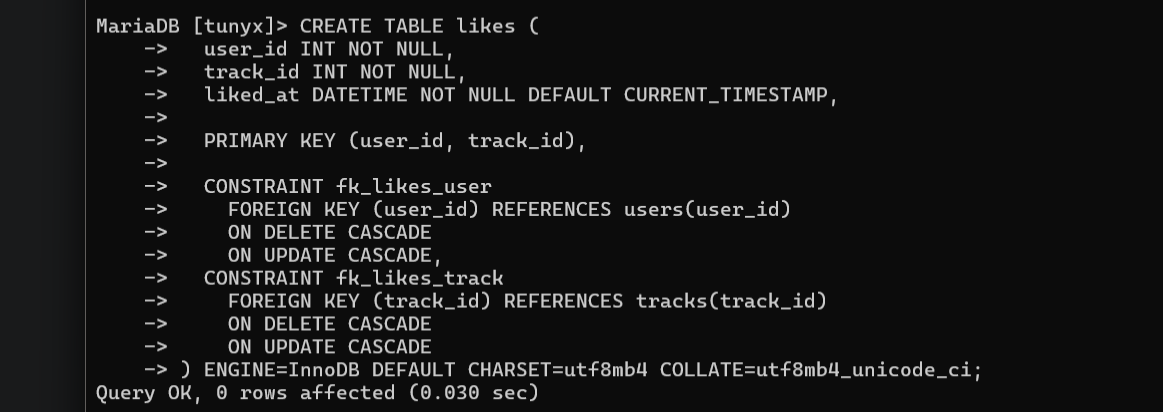 MariaDB [tunyx]> CREATE TABLE likes (
    ->   user_id INT NOT NULL,
    ->   track_id INT NOT NULL,
    ->   liked_at DATETIME NOT NULL DEFAULT CURRENT_TIMESTAMP,
    ->
    ->   PRIMARY KEY (user_id, track_id),
    ->
    ->   CONSTRAINT fk_likes_user
    ->     FOREIGN KEY (user_id) REFERENCES users(user_id)
    ->     ON DELETE CASCADE
    ->     ON UPDATE CASCADE,
    ->   CONSTRAINT fk_likes_track
    ->     FOREIGN KEY (track_id) REFERENCES tracks(track_id)
    ->     ON DELETE CASCADE
    ->     ON UPDATE CASCADE
    -> ) ENGINE=InnoDB DEFAULT CHARSET=utf8mb4 COLLATE=utf8mb4_unicode_ci;
Query OK, 0 rows affected (0.030 sec)